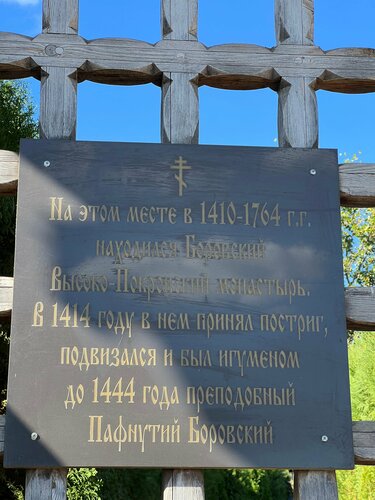 На этом месте в 1410-1764 г.г.
находился Боровский
Высоко-Покровский монастырь.
В 1414 году в нем принял постриг,
подвизался и был игуменом
до 1444 года преподобный
Пафнутий Боровский